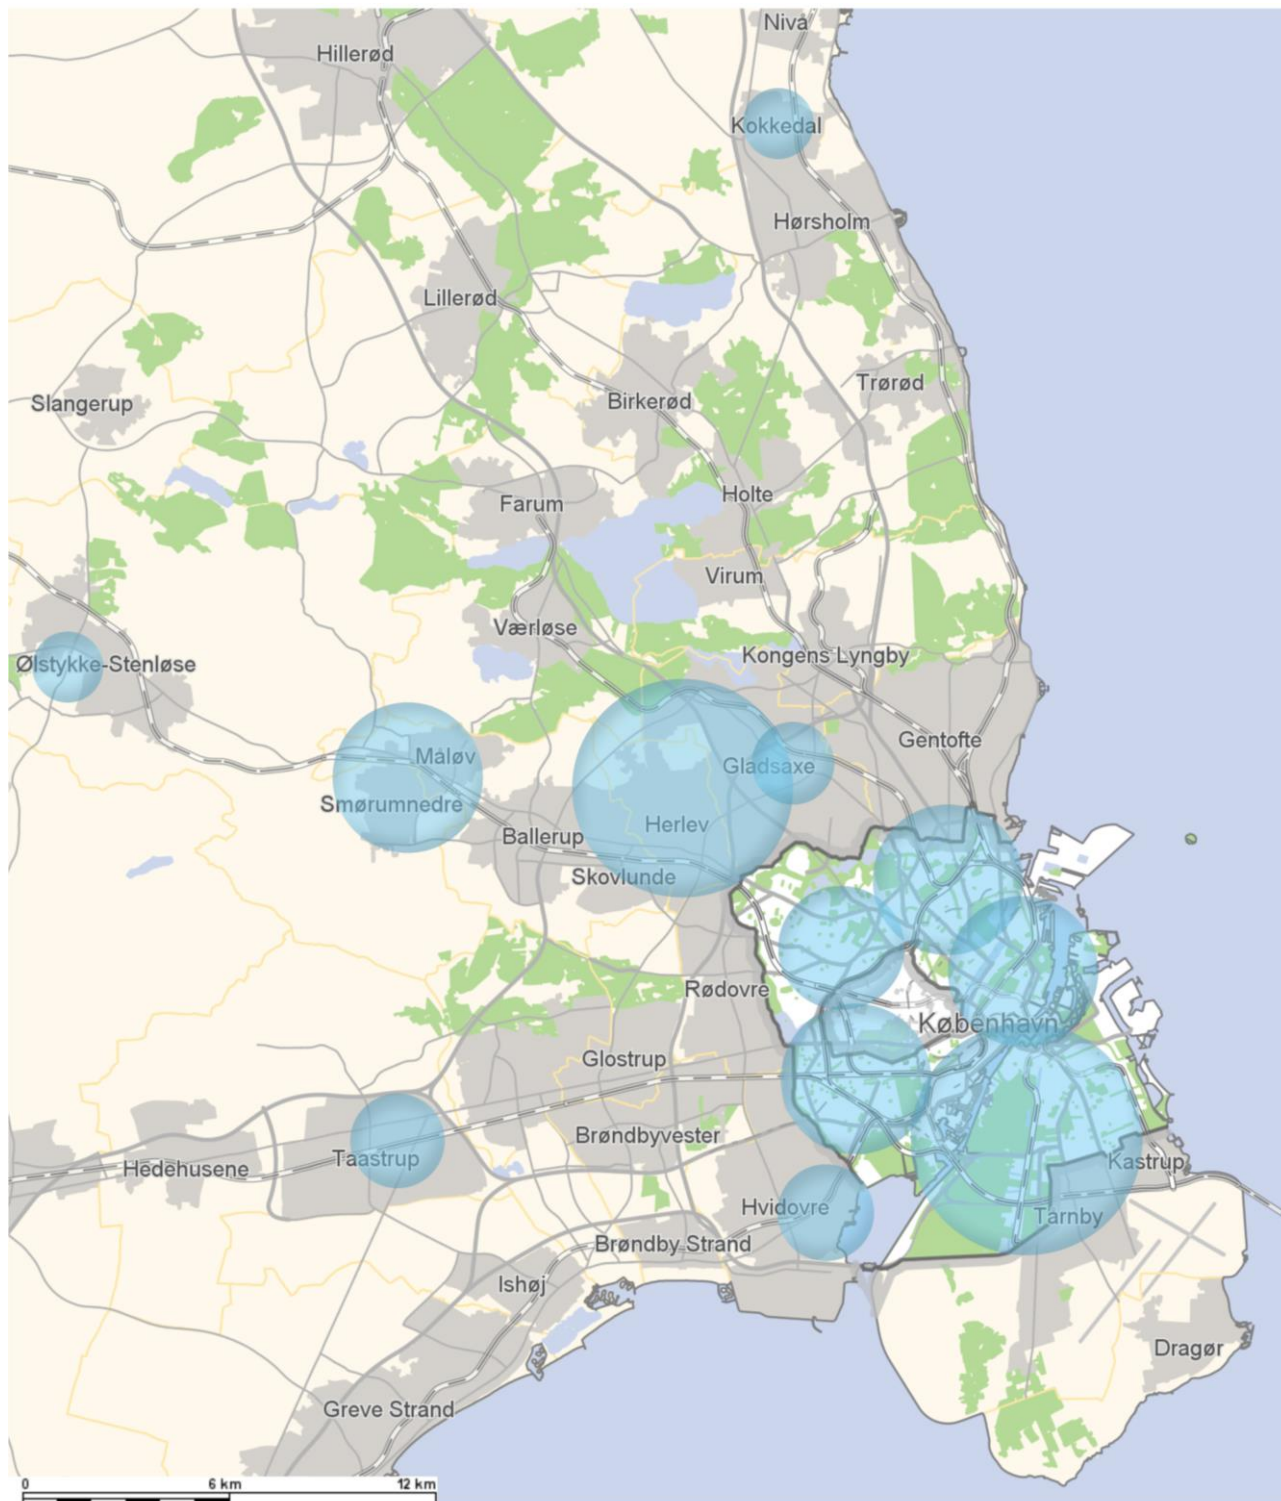 Nivå
Hillerød
Kokkedal
Hørsholm
Lillerød
Trørød
Slangerup
Birkerød
Holte
Farum
Virum
Værløse
Kongens Lyngby
Ølstykke-Stenløse
Gentofte
Måløv
Gladsaxe
Smørumnedre
Herlev
Ballerup
Skovlunde
Rødovre
København
Glostrup
Brøndbyvester
Taastrup
Kastrup
Hedehusene
Hvidovre
Tårnby
Brøndby Strand
Ishøj
Dragør
Greve Strand
0 6 km 12 km